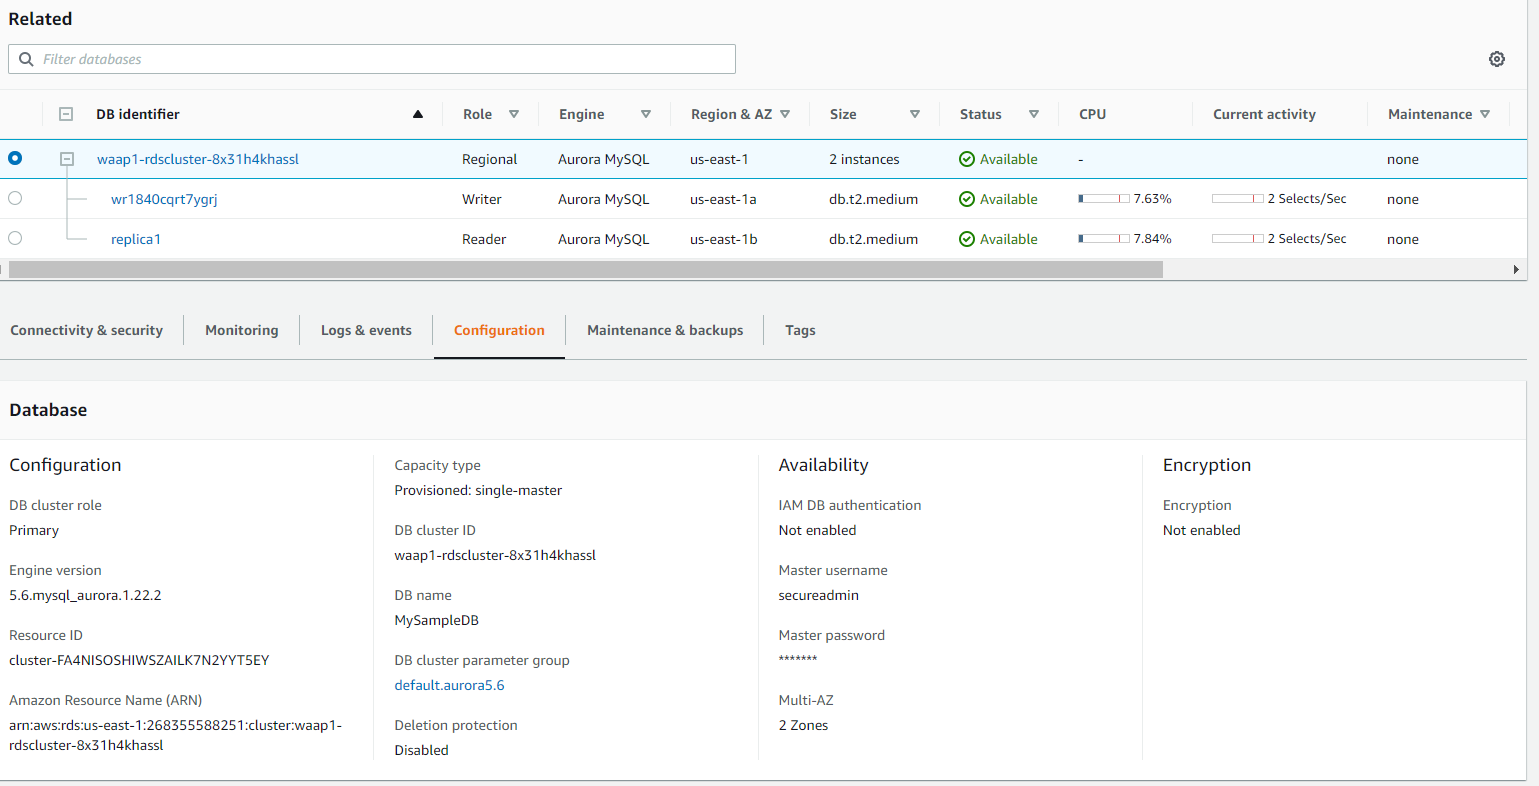 Related
Filter databases
DB identifier Role Engine Region & AZ Size Status CPU Current activity Maintenance
waap1-rdscluster-8x31h4khassl Regional Aurora MySQL us-east-1 2 instances Available - none
wr1840cqrt7ygrj Writer Aurora MySQL us-east-1a db.t2.medium Available 7.63% 2 Selects/Sec none
replica1 Reader Aurora MySQL us-east-1b db.t2.medium Available 7.84% 2 Selects/Sec none
Connectivity & security Monitoring Logs & events Configuration Maintenance & backups Tags
Database
Configuration
DB cluster role
Primary
Engine version
5.6.mysql_aurora.1.22.2
Resource ID
cluster-FA4NISOSHIWSZAILK7N2YYT5EY
Amazon Resource Name (ARN)
arn:aws:rds:us-east-1:268355588251:cluster:waap1-
rdscluster-8x31h4khassl
Capacity type
Provisioned: single-master
DB cluster ID
waap1-rdscluster-8x31h4khassl
DB name
MySampleDB
DB cluster parameter group
default.aurora5.6
Deletion protection
Disabled
Availability
IAM DB authentication
Not enabled
Master username
secureadmin
Master password
*******
Multi-AZ
2 Zones
Encryption
Encryption
Not enabled